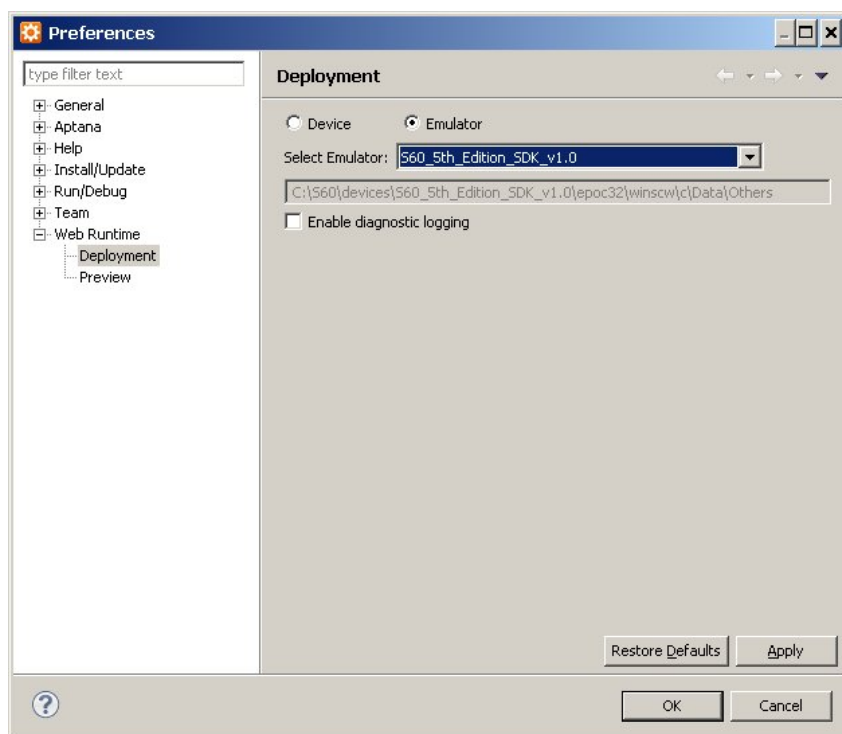 Preferences
type filter text
General
Aptana
Help
Install/Update
Run/Debug
Team
Web Runtime
Deployment
Preview
Deployment
Device Emulator
Select Emulator: S60_5th_Edition_SDK_v1.0
C:\S60\devices\S60_5th_Edition_SDK_v1.0\epoc32\winscw\c\Data\Others
Enable diagnostic logging
Restore Defaults Apply
? OK Cancel